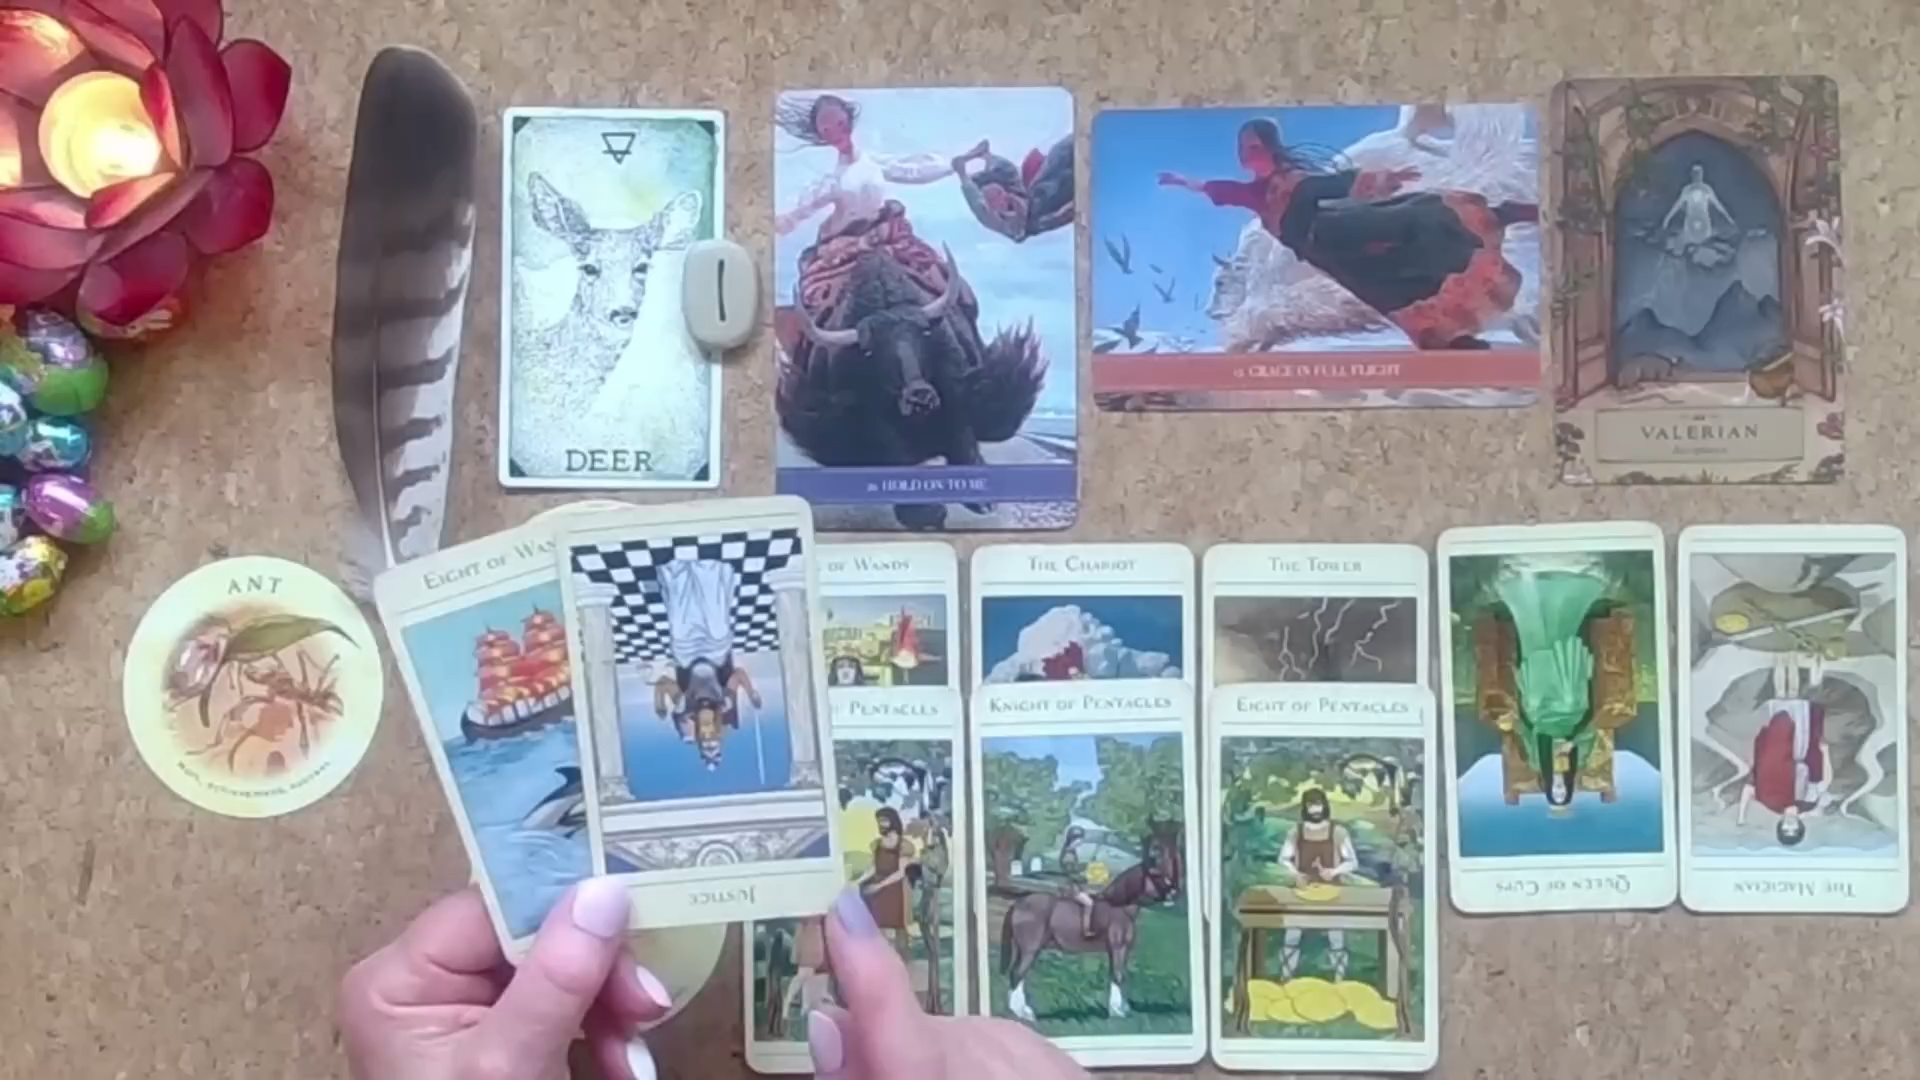 DEER
HOLD ON TO ME
GRACE IN FULL FLIGHT
VALERIAN
ANT
EIGHT OF WAN
JUSTICE
OF WANDS
THE CHARIOT
THE TOWER
PENTACLES
KNIGHT OF PENTACLES
EIGHT OF PENTACLES
QUEEN OF CUPS
THE MAGICIAN